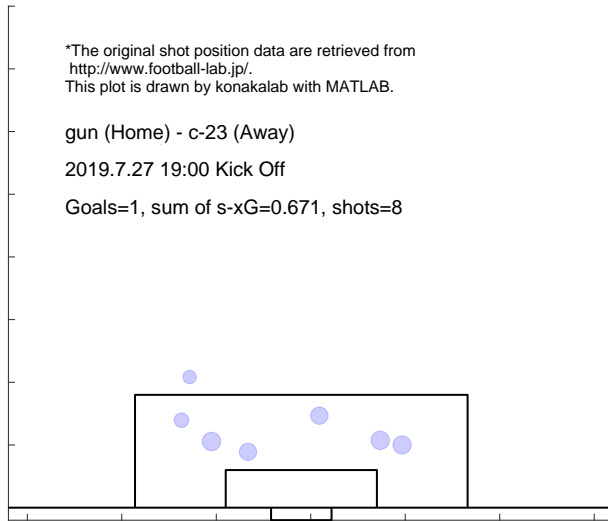 *The original shot position data are retrieved from
http://www.football-lab.jp/.
This plot is drawn by konakalab with MATLAB.
gun (Home) - c-23 (Away)
2019.7.27 19:00 Kick Off
Goals=1, sum of s-xG=0.671, shots=8